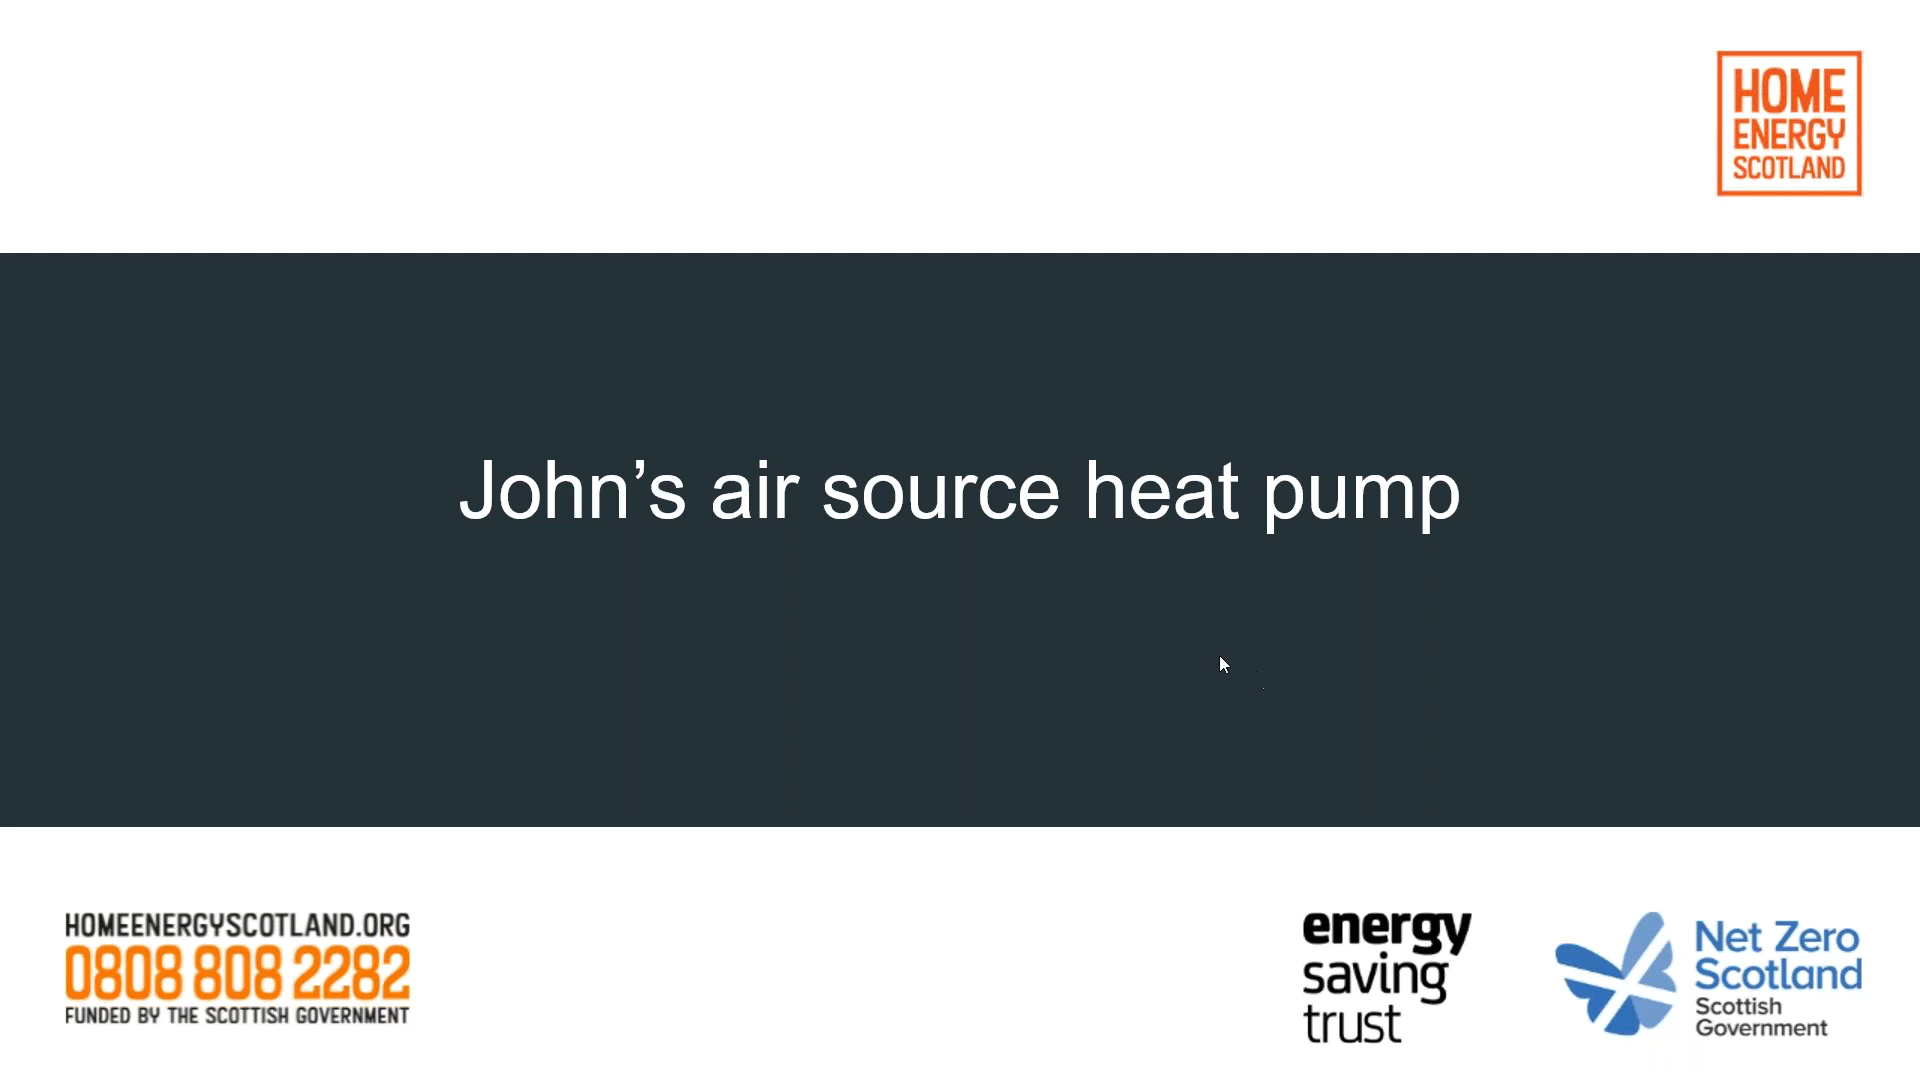 HOME
ENERGY
SCOTLAND
John’s air source heat pump
HOMEENERGYSCOTLAND.ORG
0808 808 2282
FUNDED BY THE SCOTTISH GOVERNMENT
energy
saving
trust
Net Zero
Scotland
Scottish
Government